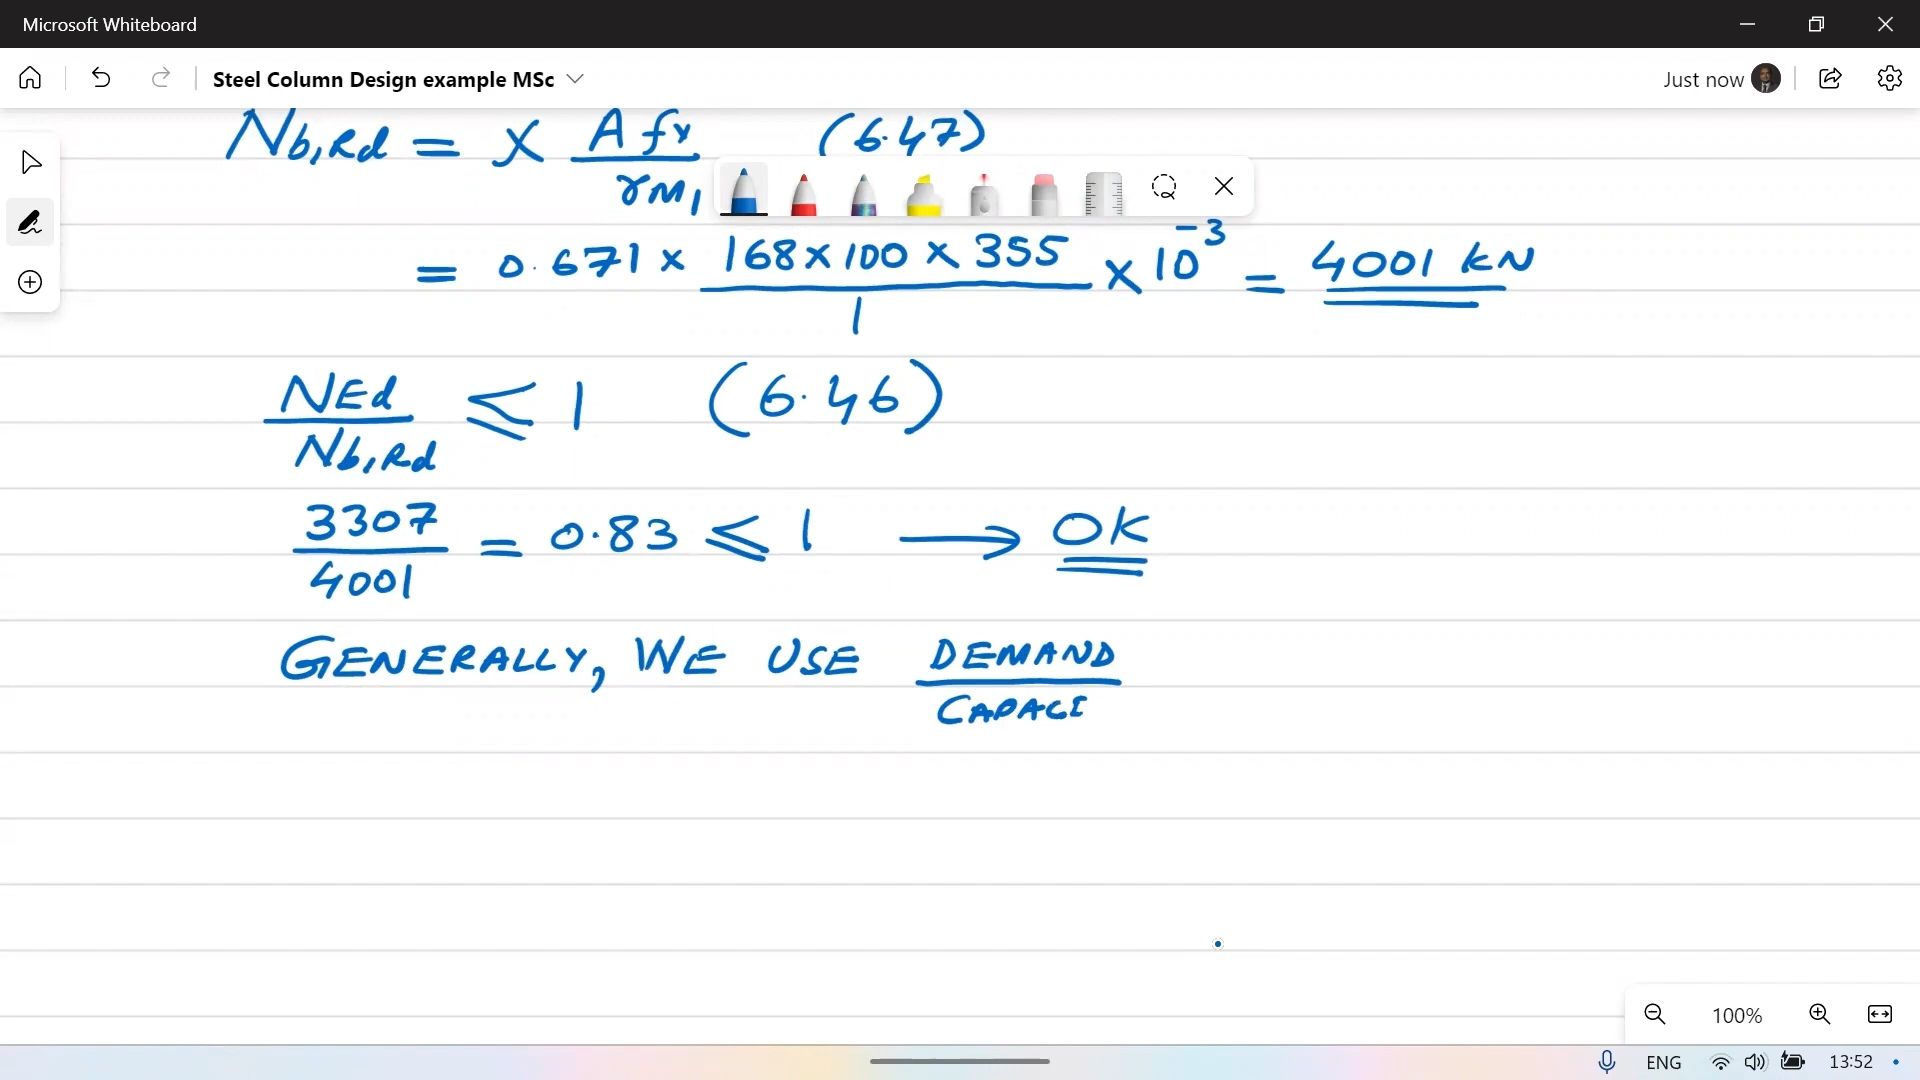 Microsoft Whiteboard
Steel Column Design example MSc
Just now
Nb,Rd = χ A fy / γM1 (6.47)
= 0.671 × 168 × 100 × 355 / 1 × 10⁻³ = 4001 kN
NEd / Nb,Rd ≤ 1 (6.46)
3307 / 4001 = 0.83 ≤ 1 → OK
GENERALLY, WE USE DEMAND / CAPACI
100%
ENG 13:52